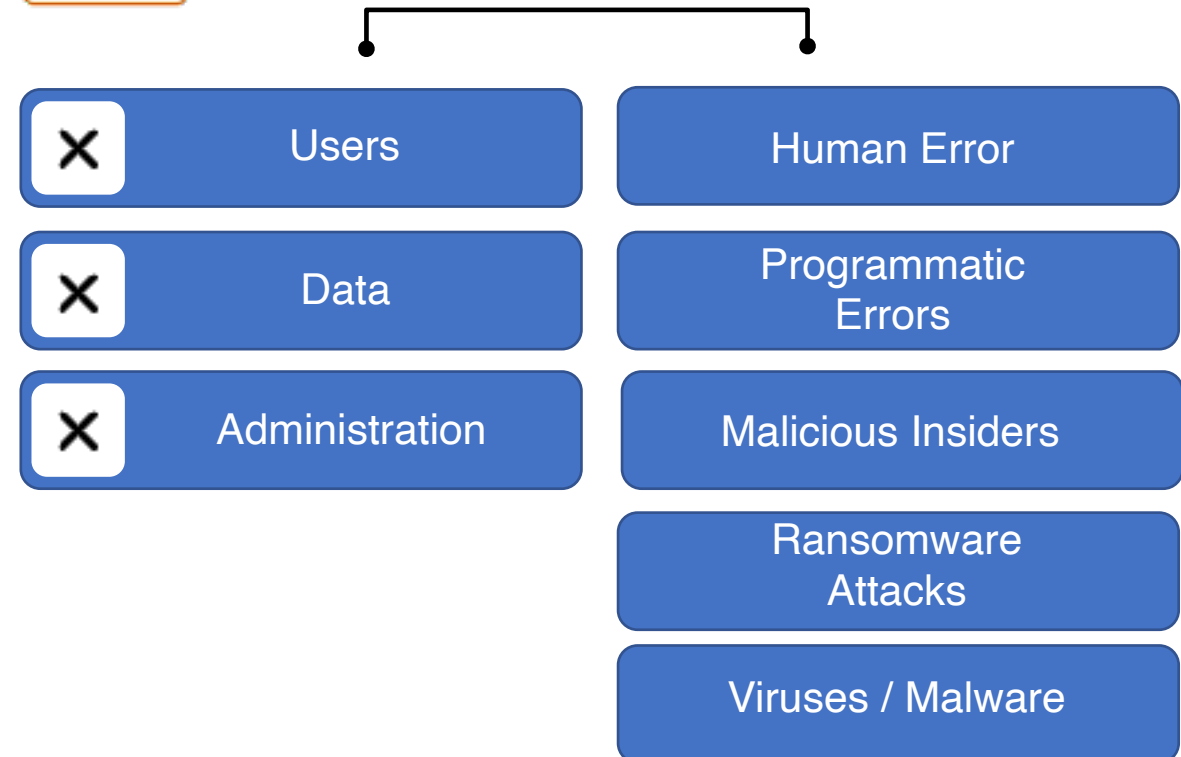 Users
Data
Administration
Human Error
Programmatic
Errors
Malicious Insiders
Ransomware
Attacks
Viruses / Malware